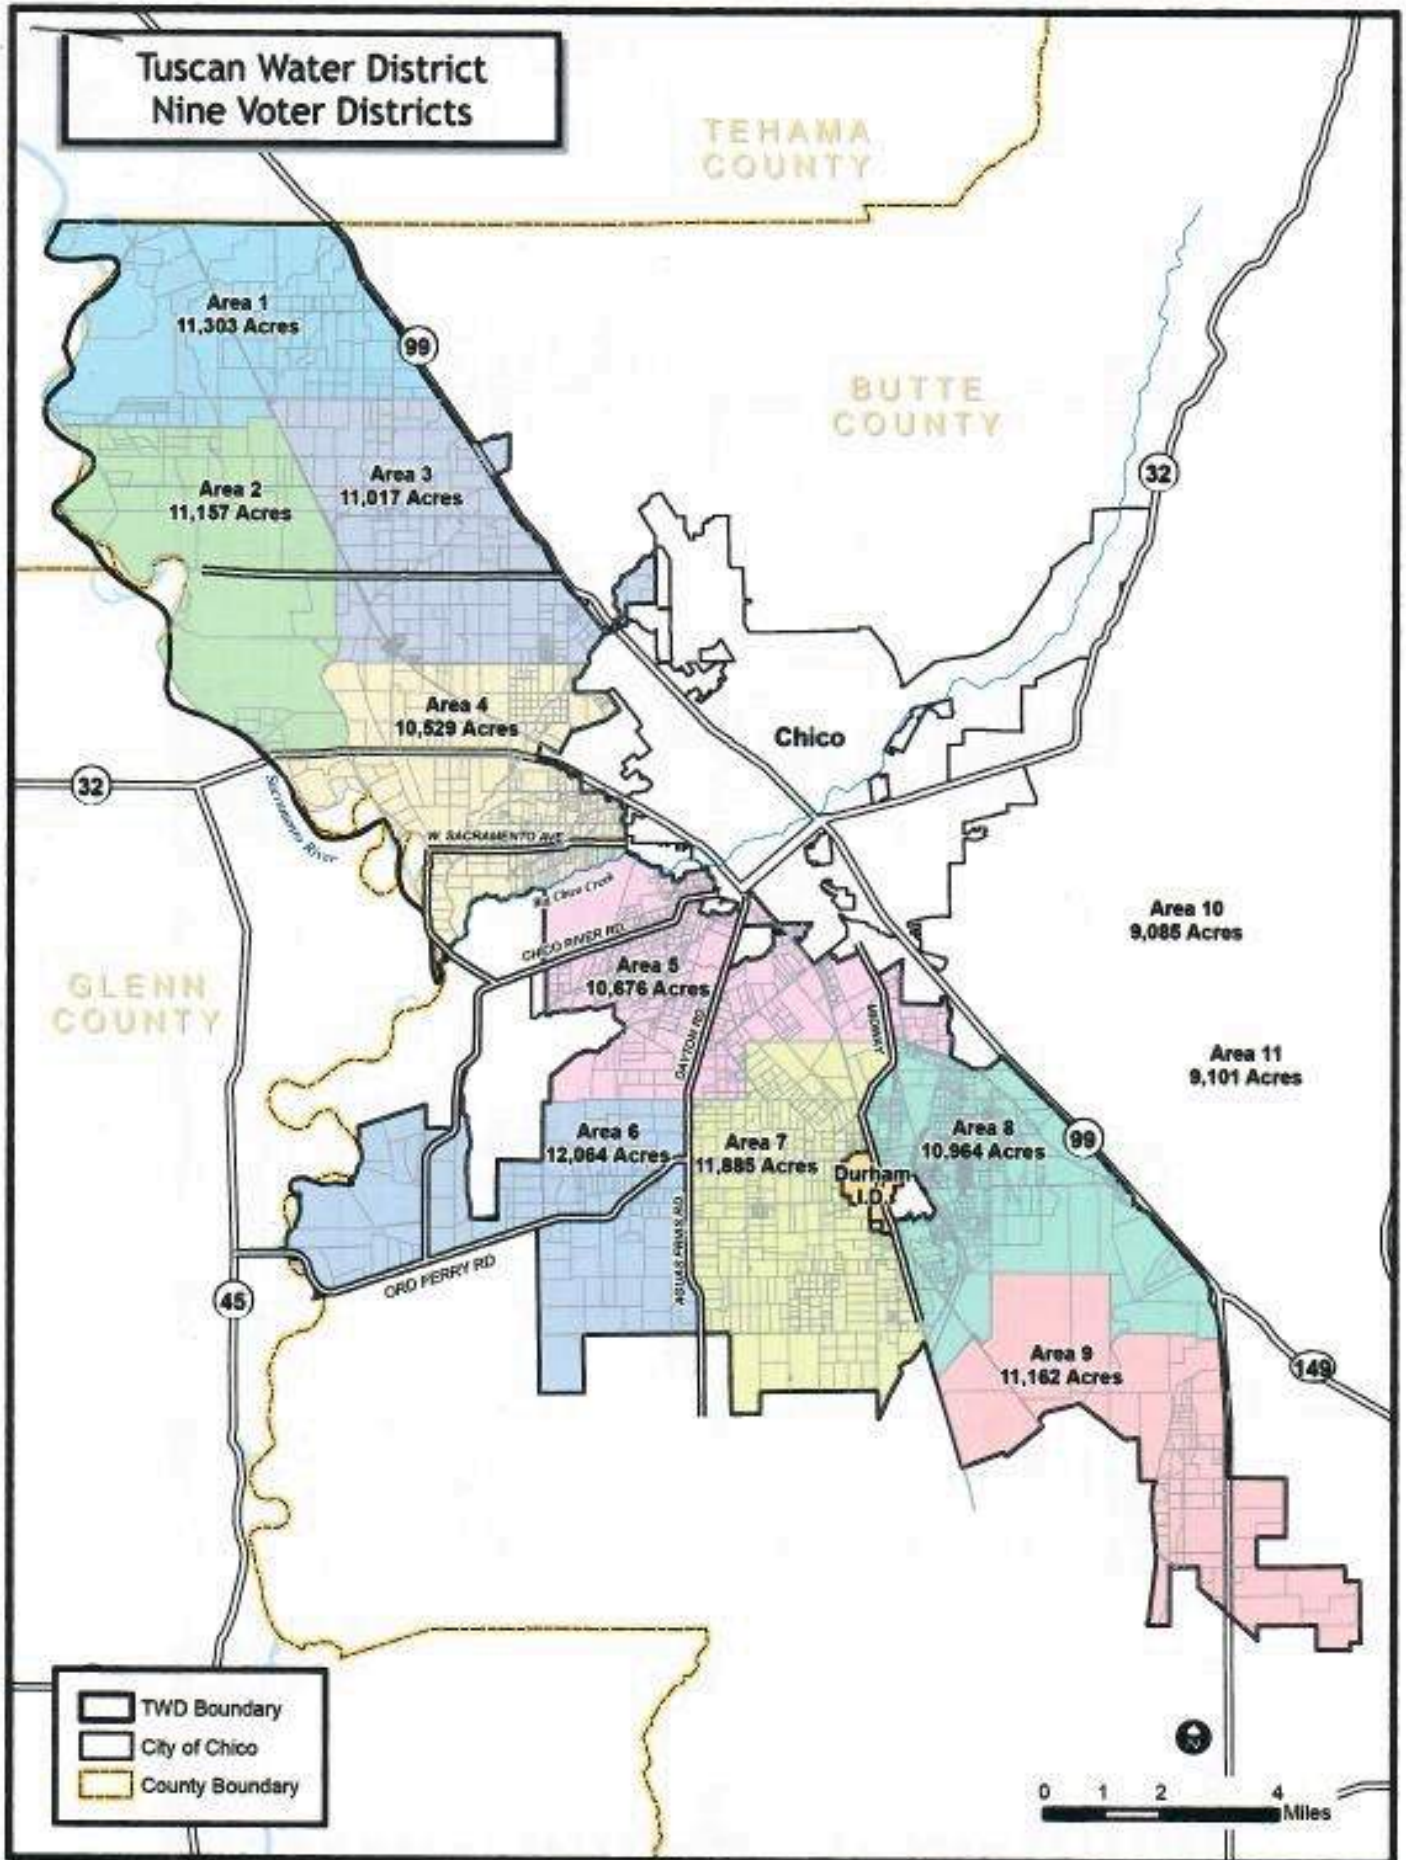 Tuscan Water District
Nine Voter Districts
TEHAMA
COUNTY
Area 1
11,303 Acres
99
BUTTE
COUNTY
32
Area 3
11,017 Acres
Area 2
11,157 Acres
Area 4
10,529 Acres
Chico
32
Sacramento River
W. SACRAMENTO AVE
Big Chico Creek
CHICO RIVER RD.
Area 10
9,085 Acres
Area 5
10,676 Acres
GLENN
COUNTY
DAYTON RD
MIDWAY
Area 11
9,101 Acres
Area 6
12,064 Acres
Area 7
11,885 Acres
Area 8
10,964 Acres
99
Durham
I.D.
AGUAS FRIAS RD
ORD FERRY RD
45
Area 9
11,162 Acres
149
TWD Boundary
City of Chico
County Boundary
N
0 1 2 4
Miles